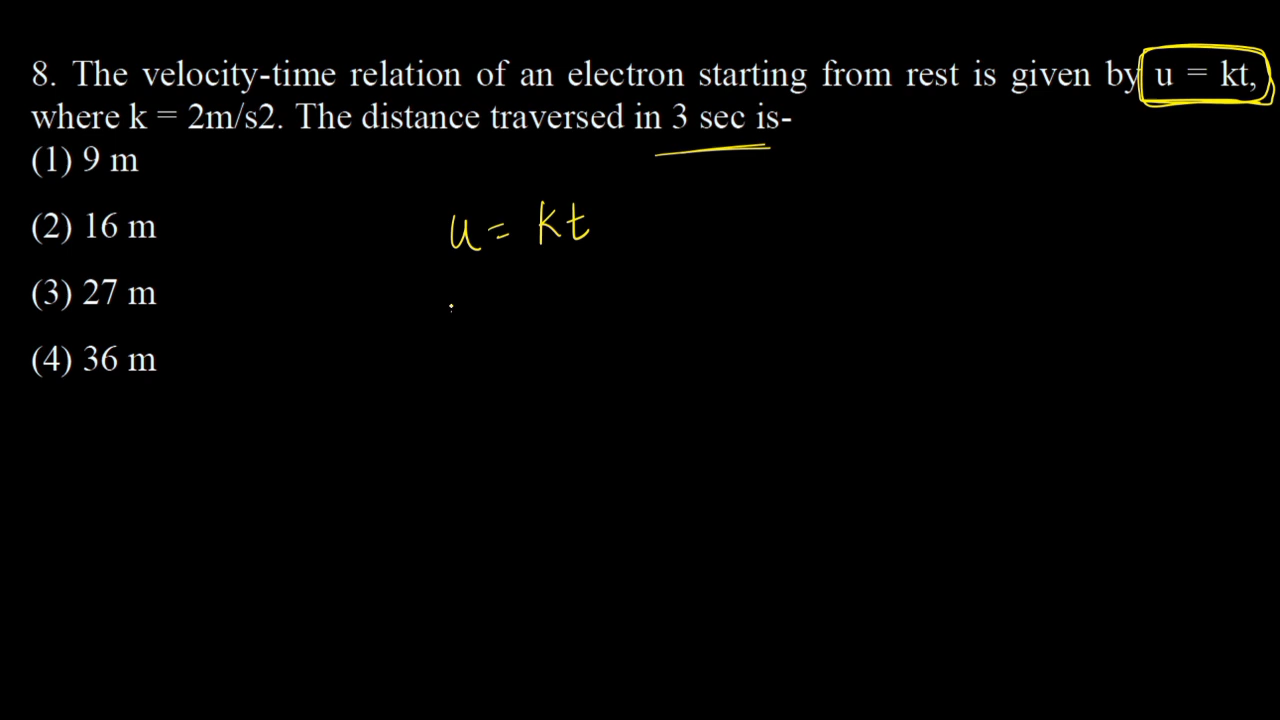 8. The velocity-time relation of an electron starting from rest is given by u = kt,
where k = 2m/s2. The distance traversed in 3 sec is-
(1) 9 m
(2) 16 m
u = kt
(3) 27 m
(4) 36 m